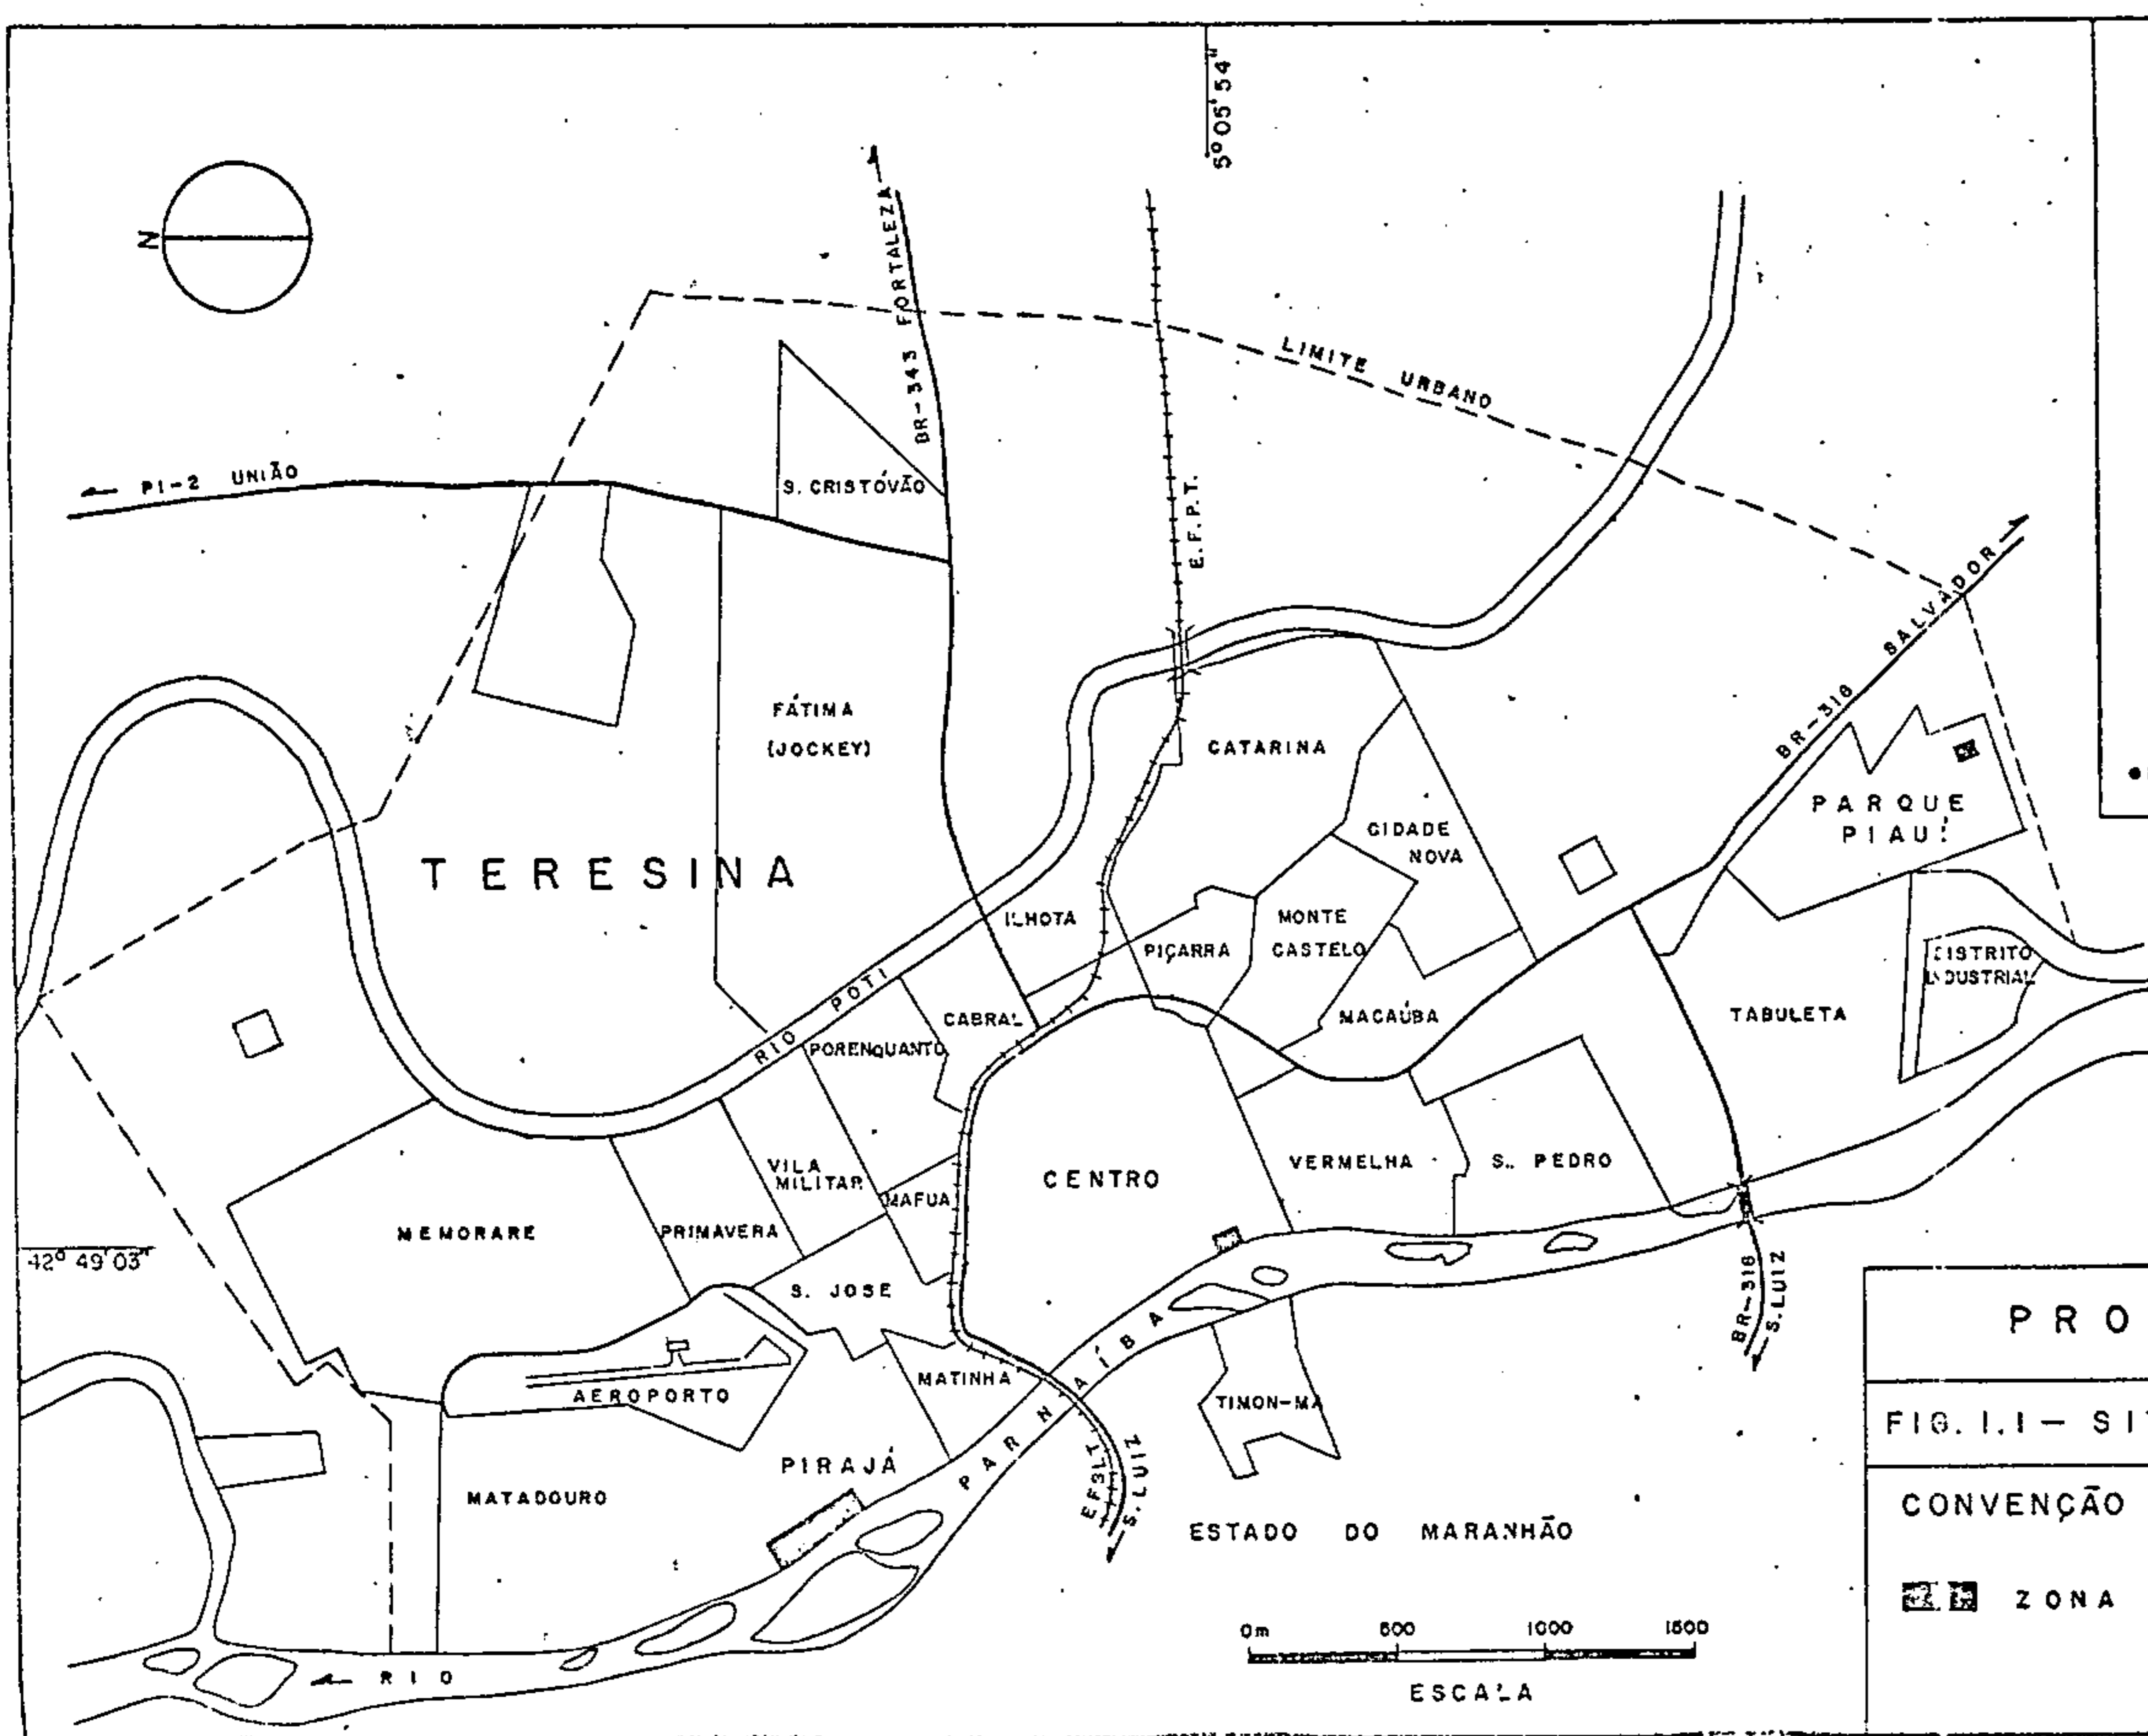 5°05'54"
N
BR-343 FORTALEZA
LIMITE URBANO
PI-2 UNIÃO
S. CRISTÓVÃO
E.F.P.T.
BR-316 SALVADOR
FÁTIMA
(JOCKEY)
CATARINA
PARQUE
PIAUÍ
CIDADE
NOVA
TERESINA
ILHOTA
MONTE
CASTELO
PIÇARRA
DISTRITO
INDUSTRIAL
RIO POTI
CABRAL
MACAÚBA
TABULETA
PORENQUANTO
VILA
MILITAR
MAFUA
CENTRO
VERMELHA
S. PEDRO
MEMORARE
PRIMAVERA
42° 49'03"
S. JOSE
BR-316
S.LUIZ
AEROPORTO
MATINHA
TIMON-MA
PIRAJÁ
MATADOURO
RIO PARNAÍBA
S.LUIZ
ESTADO DO MARANHÃO
0m 500 1000 1500
ESCALA
PRO
FIG. 1.1 — SI
CONVENÇÃO
ZONA